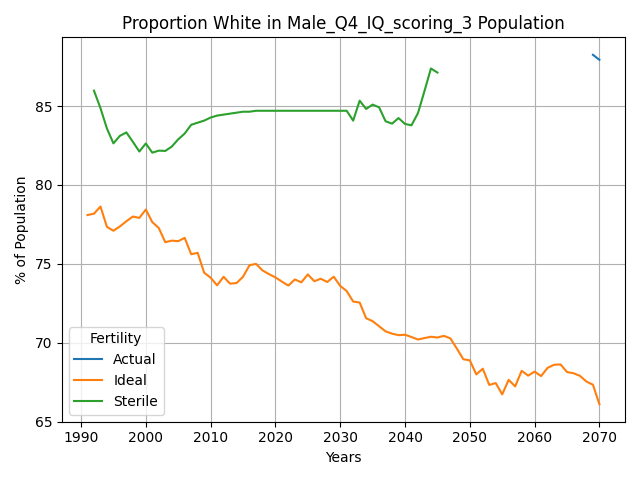 Proportion White in Male_Q4_IQ_scoring_3 Population
% of Population
85
80
75
70
65
Fertility
Actual
Ideal
Sterile
1990 2000 2010 2020 2030 2040 2050 2060 2070
Years